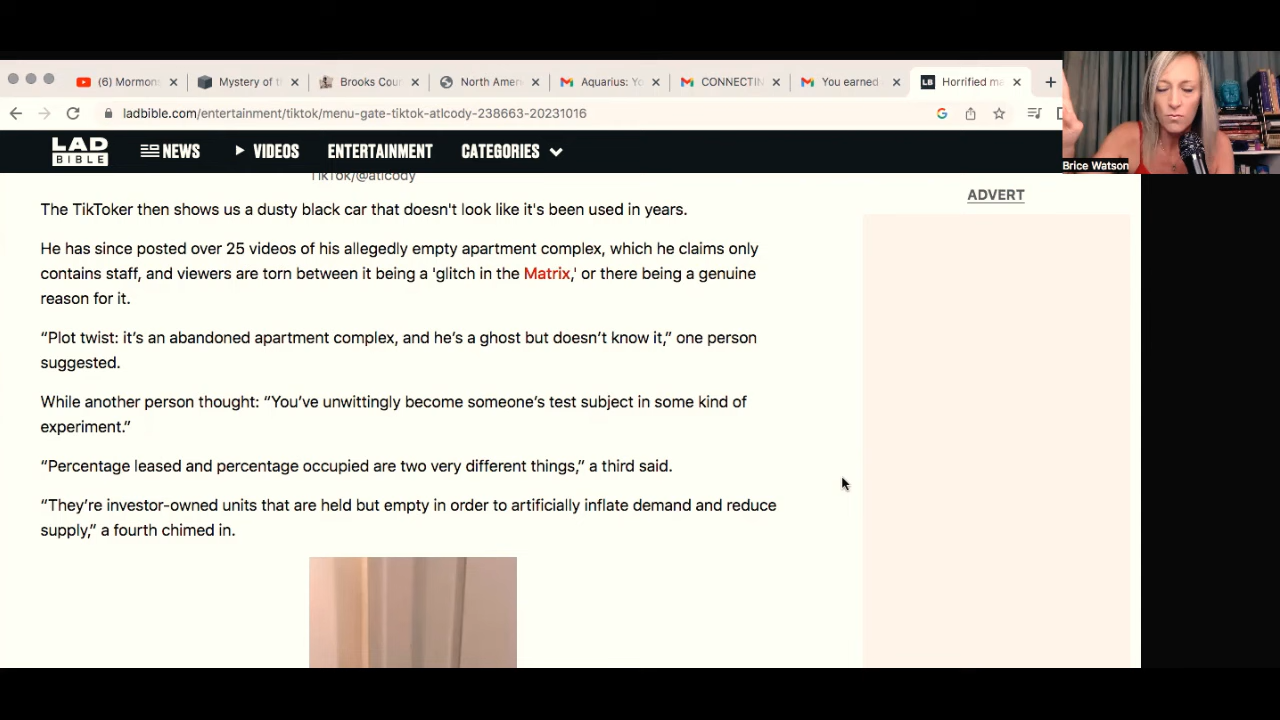 (6) Mormons
Mystery of t
Brooks Coun
North Ameri
Aquarius: Yo
CONNECTIN
You earned
Horrified me
ladbible.com/entertainment/tiktok/menu-gate-tiktok-atlcody-238663-20231016
Brice Watson
LAD
BIBLE
NEWS
VIDEOS
ENTERTAINMENT
CATEGORIES
TikTok/@atlcody
ADVERT
The TikToker then shows us a dusty black car that doesn't look like it's been used in years.
He has since posted over 25 videos of his allegedly empty apartment complex, which he claims only
contains staff, and viewers are torn between it being a 'glitch in the Matrix,' or there being a genuine
reason for it.
“Plot twist: it’s an abandoned apartment complex, and he’s a ghost but doesn’t know it,” one person
suggested.
While another person thought: “You’ve unwittingly become someone’s test subject in some kind of
experiment.”
“Percentage leased and percentage occupied are two very different things,” a third said.
“They’re investor-owned units that are held but empty in order to artificially inflate demand and reduce
supply,” a fourth chimed in.